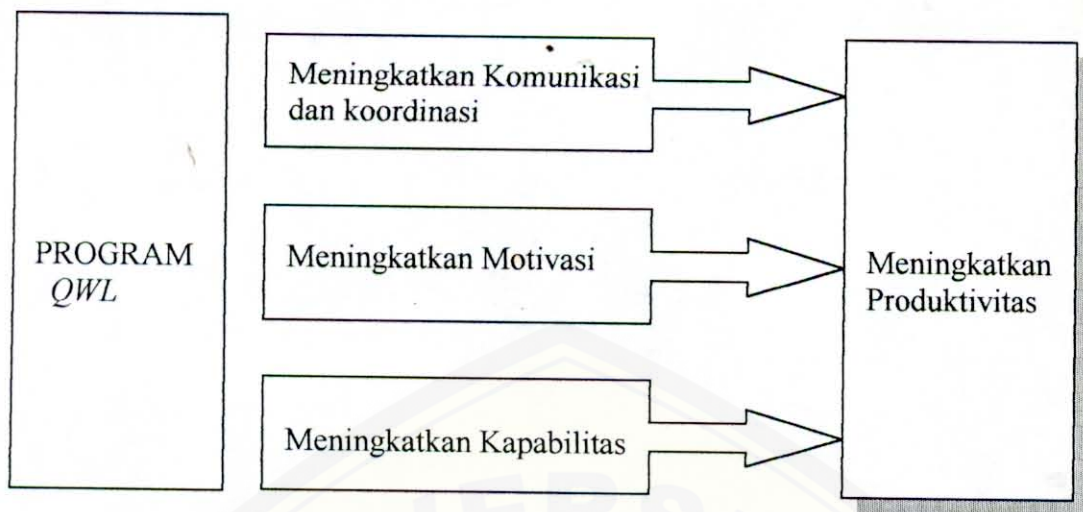 PROGRAM
QWL
Meningkatkan Komunikasi
dan koordinasi
Meningkatkan Motivasi
Meningkatkan Kapabilitas
Meningkatkan
Produktivitas